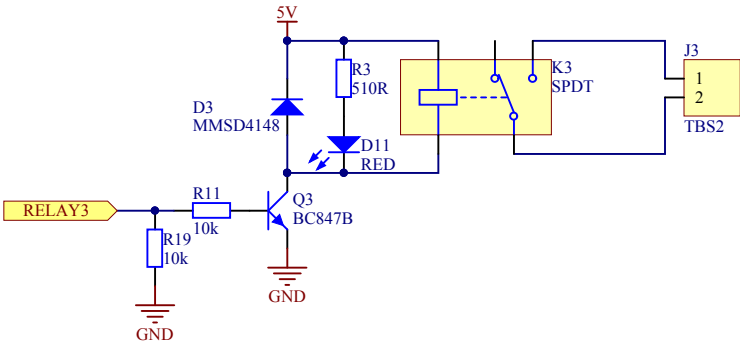 5V
J3
R3
510R
K3
SPDT
1
2
D3
MMSD4148
TBS2
D11
RED
R11
10k
Q3
BC847B
RELAY3
R19
10k
GND
GND